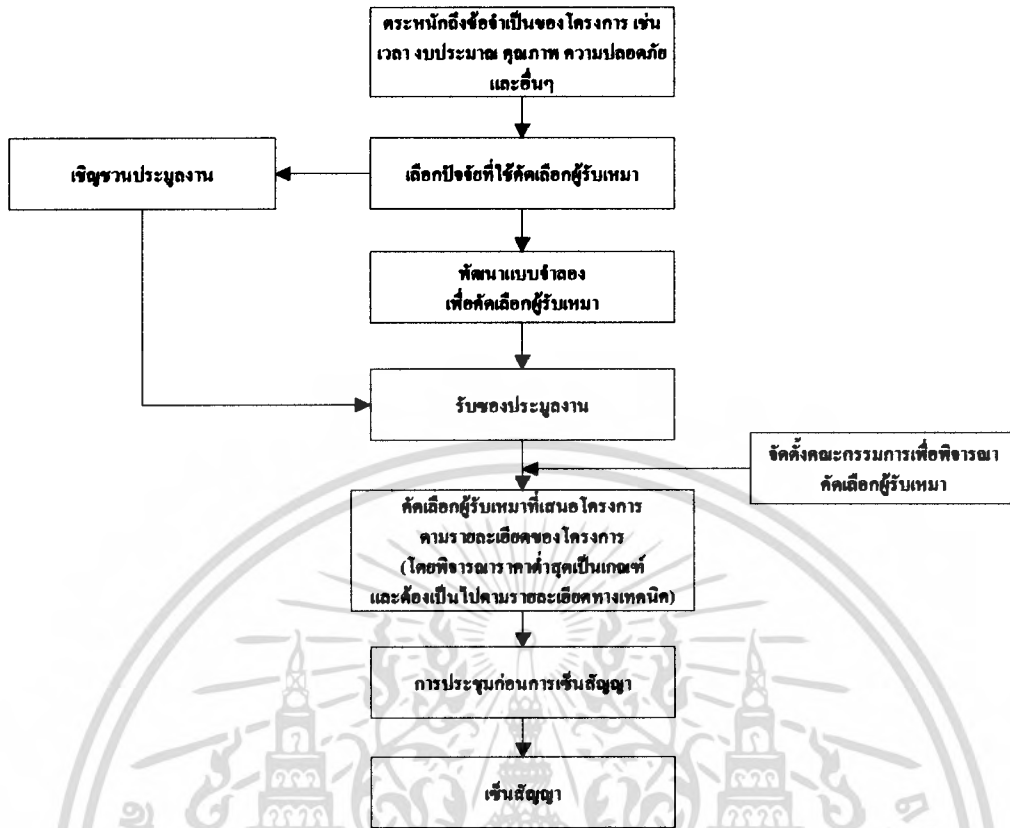 ตระหนักถึงข้อจำเป็นของโครงการ เช่น
เวลา งบประมาณ คุณภาพ ความปลอดภัย
และอื่นๆ
เชิญชวนประมูลงาน
เลือกปัจจัยที่ใช้คัดเลือกผู้รับเหมา
พัฒนาแบบจำลอง
เพื่อคัดเลือกผู้รับเหมา
รับซองประมูลงาน
จัดตั้งคณะกรรมการเพื่อพิจารณา
คัดเลือกผู้รับเหมา
คัดเลือกผู้รับเหมาที่เสนอโครงการ
ตามรายละเอียดของโครงการ
(โดยพิจารณาราคาต่ำสุดเป็นเกณฑ์
และต้องเป็นไปตามรายละเอียดทางเทคนิค)
การประชุมก่อนการเซ็นสัญญา
เซ็นสัญญา